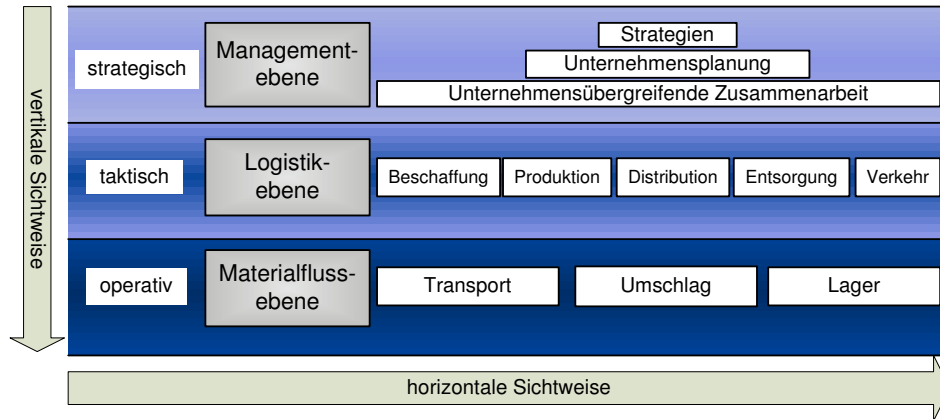 vertikale Sichtweise
strategisch
Management-
ebene
Strategien
Unternehmensplanung
Unternehmensübergreifende Zusammenarbeit
taktisch
Logistik-
ebene
Beschaffung
Produktion
Distribution
Entsorgung
Verkehr
operativ
Materialfluss-
ebene
Transport
Umschlag
Lager
horizontale Sichtweise